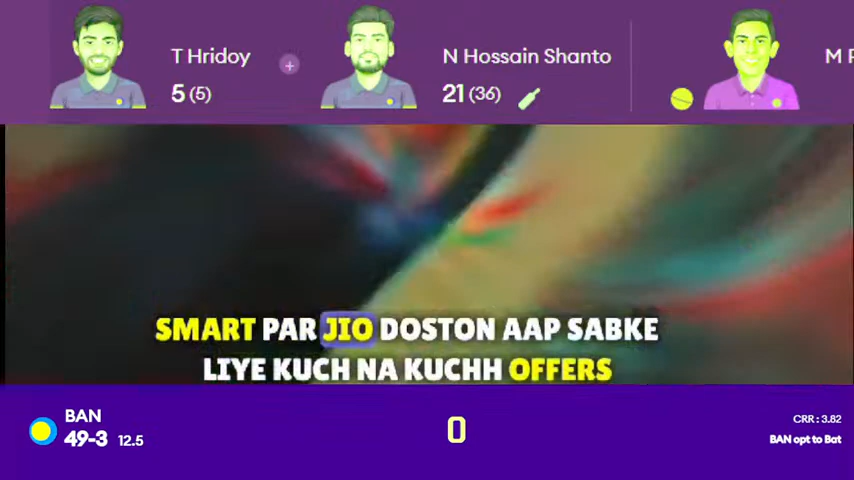 T Hridoy
5 (5)
N Hossain Shanto
21 (36)
M
SMART PAR JIO DOSTON AAP SABKE
LIYE KUCH NA KUCHH OFFERS
BAN
49-3 12.5
0
CRR : 3.82
BAN opt to Bat